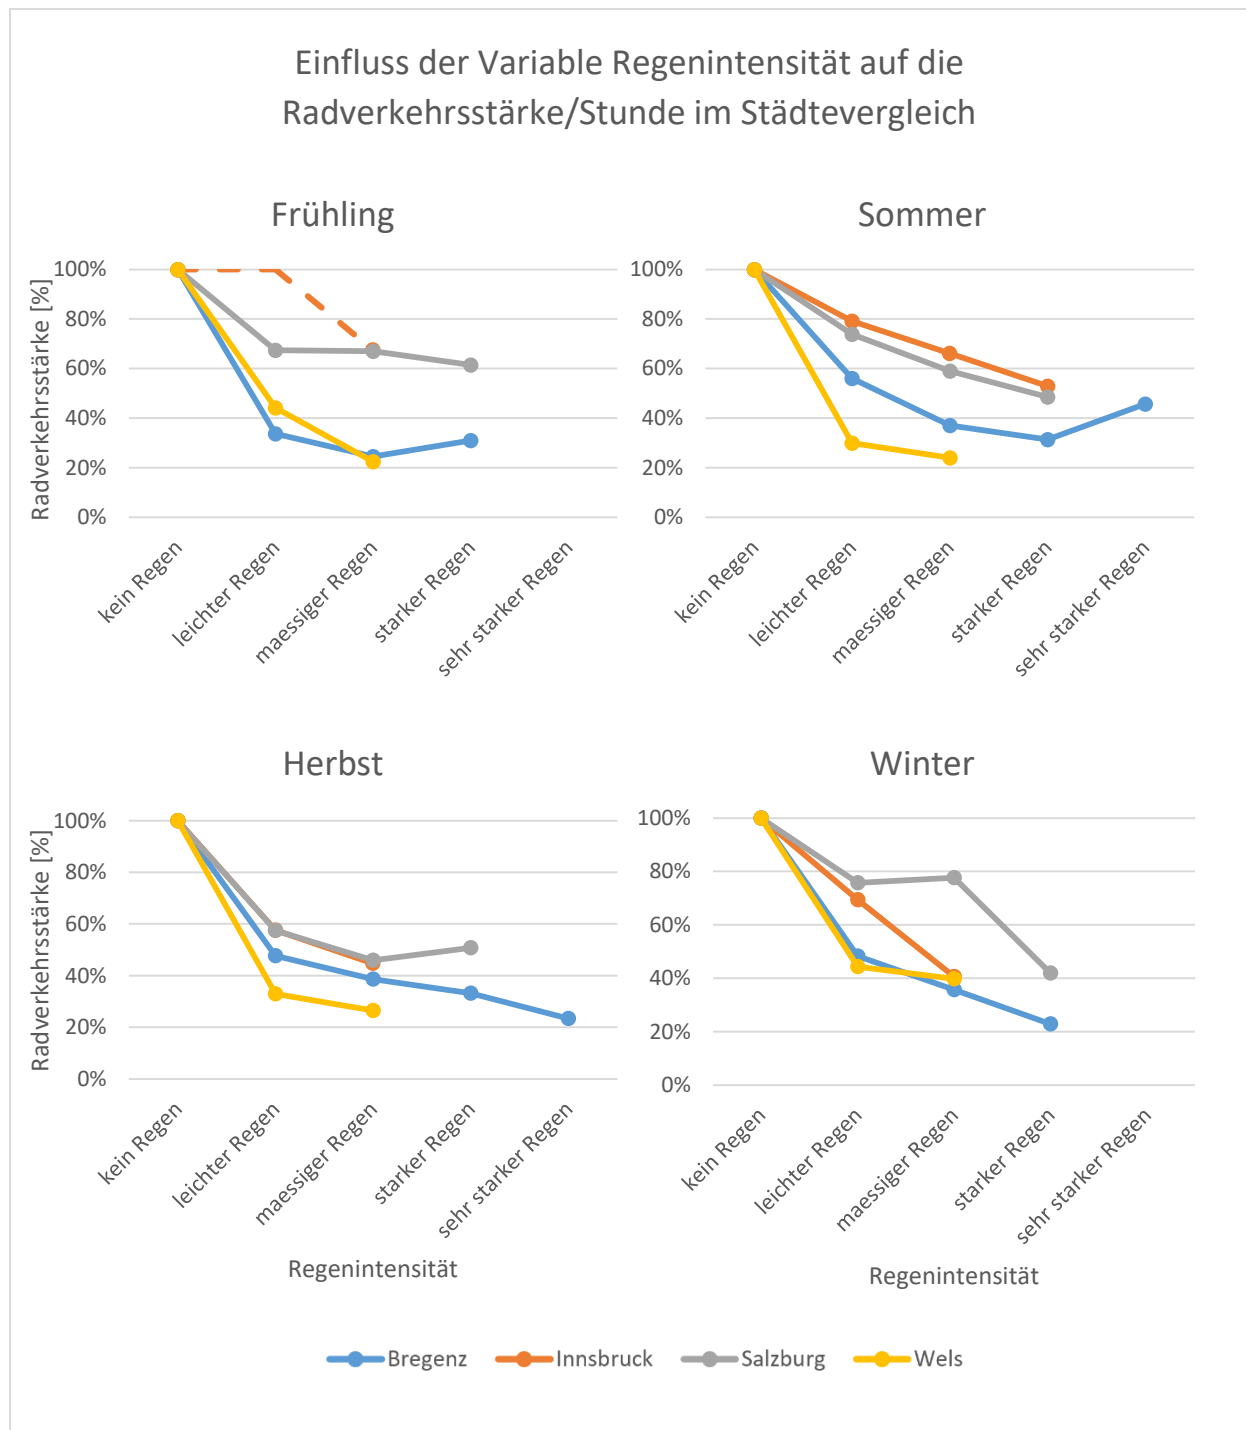 Einfluss der Variable Regenintensität auf die
Radverkehrsstärke/Stunde im Städtevergleich
Frühling
Radverkehrsstärke [%]
100%
80%
60%
40%
20%
0%
kein Regen
leichter Regen
maessiger Regen
starker Regen
sehr starker Regen
Sommer
100%
80%
60%
40%
20%
0%
kein Regen
leichter Regen
maessiger Regen
starker Regen
sehr starker Regen
Herbst
Radverkehrsstärke [%]
100%
80%
60%
40%
20%
0%
kein Regen
leichter Regen
maessiger Regen
starker Regen
sehr starker Regen
Regenintensität
Winter
100%
80%
60%
40%
20%
0%
kein Regen
leichter Regen
maessiger Regen
starker Regen
sehr starker Regen
Regenintensität
Bregenz
Innsbruck
Salzburg
Wels